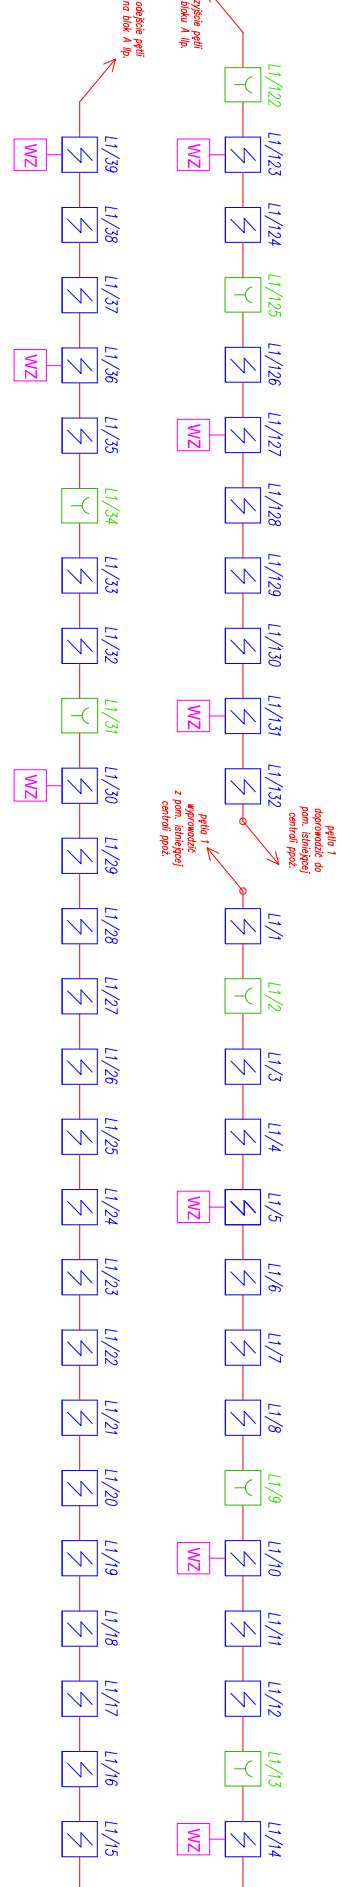 pętla 1
doprowadzić do
pom. istniejącej
centrali ppoż.
L1/122
L1/123
L1/124
L1/125
L1/126
L1/127
L1/128
L1/129
L1/130
L1/131
L1/132
L1/1
L1/2
L1/3
L1/4
L1/5
L1/6
L1/7
L1/8
L1/9
L1/10
L1/11
L1/12
L1/13
L1/14
zyjście pętli
bloku A IIp.
pętla 1
wyprowadzić
z pom. istniejącej
centrali ppoż.
WZ
WZ
WZ
WZ
WZ
WZ
odejście pętli
na blok A IIp.
L1/39
L1/38
L1/37
L1/36
L1/35
L1/34
L1/33
L1/32
L1/31
L1/30
L1/29
L1/28
L1/27
L1/26
L1/25
L1/24
L1/23
L1/22
L1/21
L1/20
L1/19
L1/18
L1/17
L1/16
L1/15
WZ
WZ
WZ